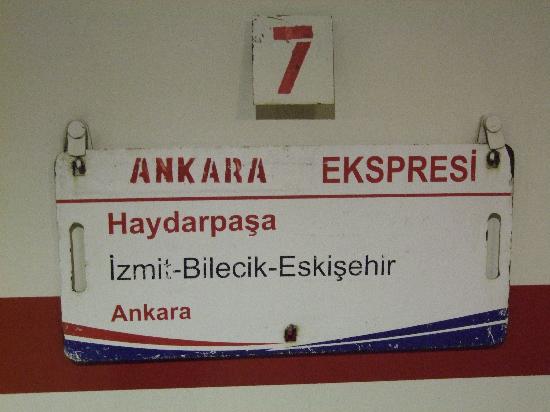 7
ANKARA EKSPRESİ
Haydarpaşa
İzmit-Bilecik-Eskişehir
Ankara